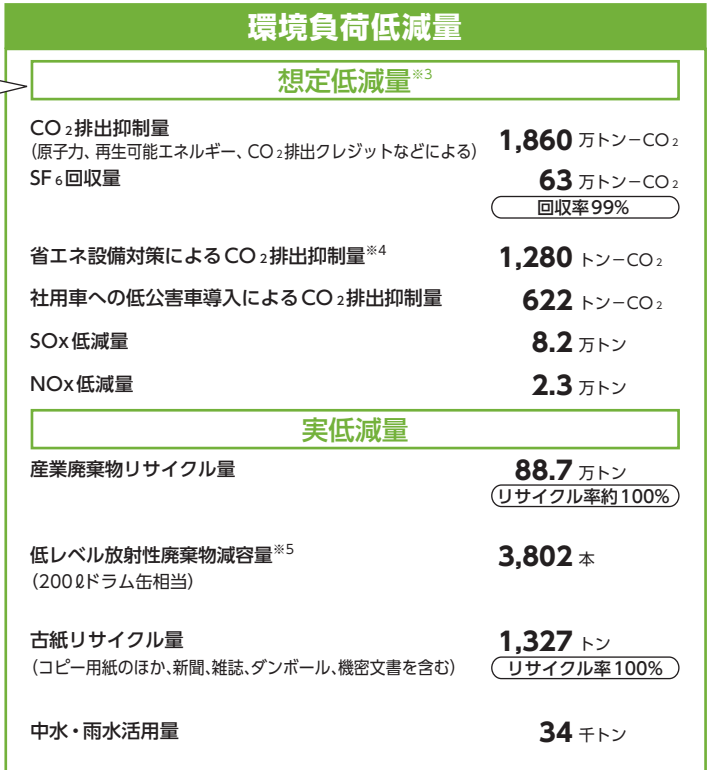 環境負荷低減量
想定低減量※3
CO2排出抑制量
(原子力、再生可能エネルギー、CO2排出クレジットなどによる)
1,860 万トン－CO2
SF6回収量
63 万トン－CO2
回収率99%
省エネ設備対策によるCO2排出抑制量※4
1,280 トン－CO2
社用車への低公害車導入によるCO2排出抑制量
622 トン－CO2
SOx低減量
8.2 万トン
NOx低減量
2.3 万トン
実低減量
産業廃棄物リサイクル量
88.7 万トン
リサイクル率約100%
低レベル放射性廃棄物減容量※5
(200ℓドラム缶相当)
3,802 本
古紙リサイクル量
(コピー用紙のほか、新聞、雑誌、ダンボール、機密文書を含む)
1,327 トン
リサイクル率100%
中水・雨水活用量
34 千トン